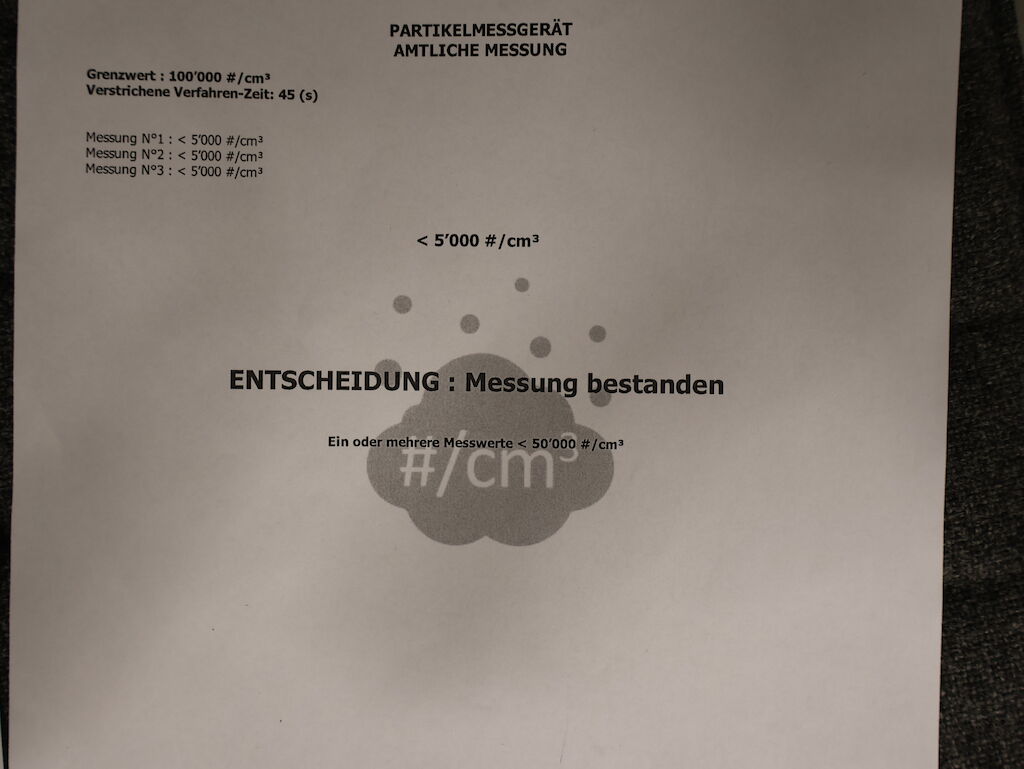 PARTIKELMESSGERÄT
AMTLICHE MESSUNG
Grenzwert : 100'000 #/cm³
Verstrichene Verfahren-Zeit: 45 (s)
Messung N°1 : < 5'000 #/cm³
Messung N°2 : < 5'000 #/cm³
Messung N°3 : < 5'000 #/cm³
< 5'000 #/cm³
ENTSCHEIDUNG : Messung bestanden
Ein oder mehrere Messwerte < 50'000 #/cm³
#/cm³